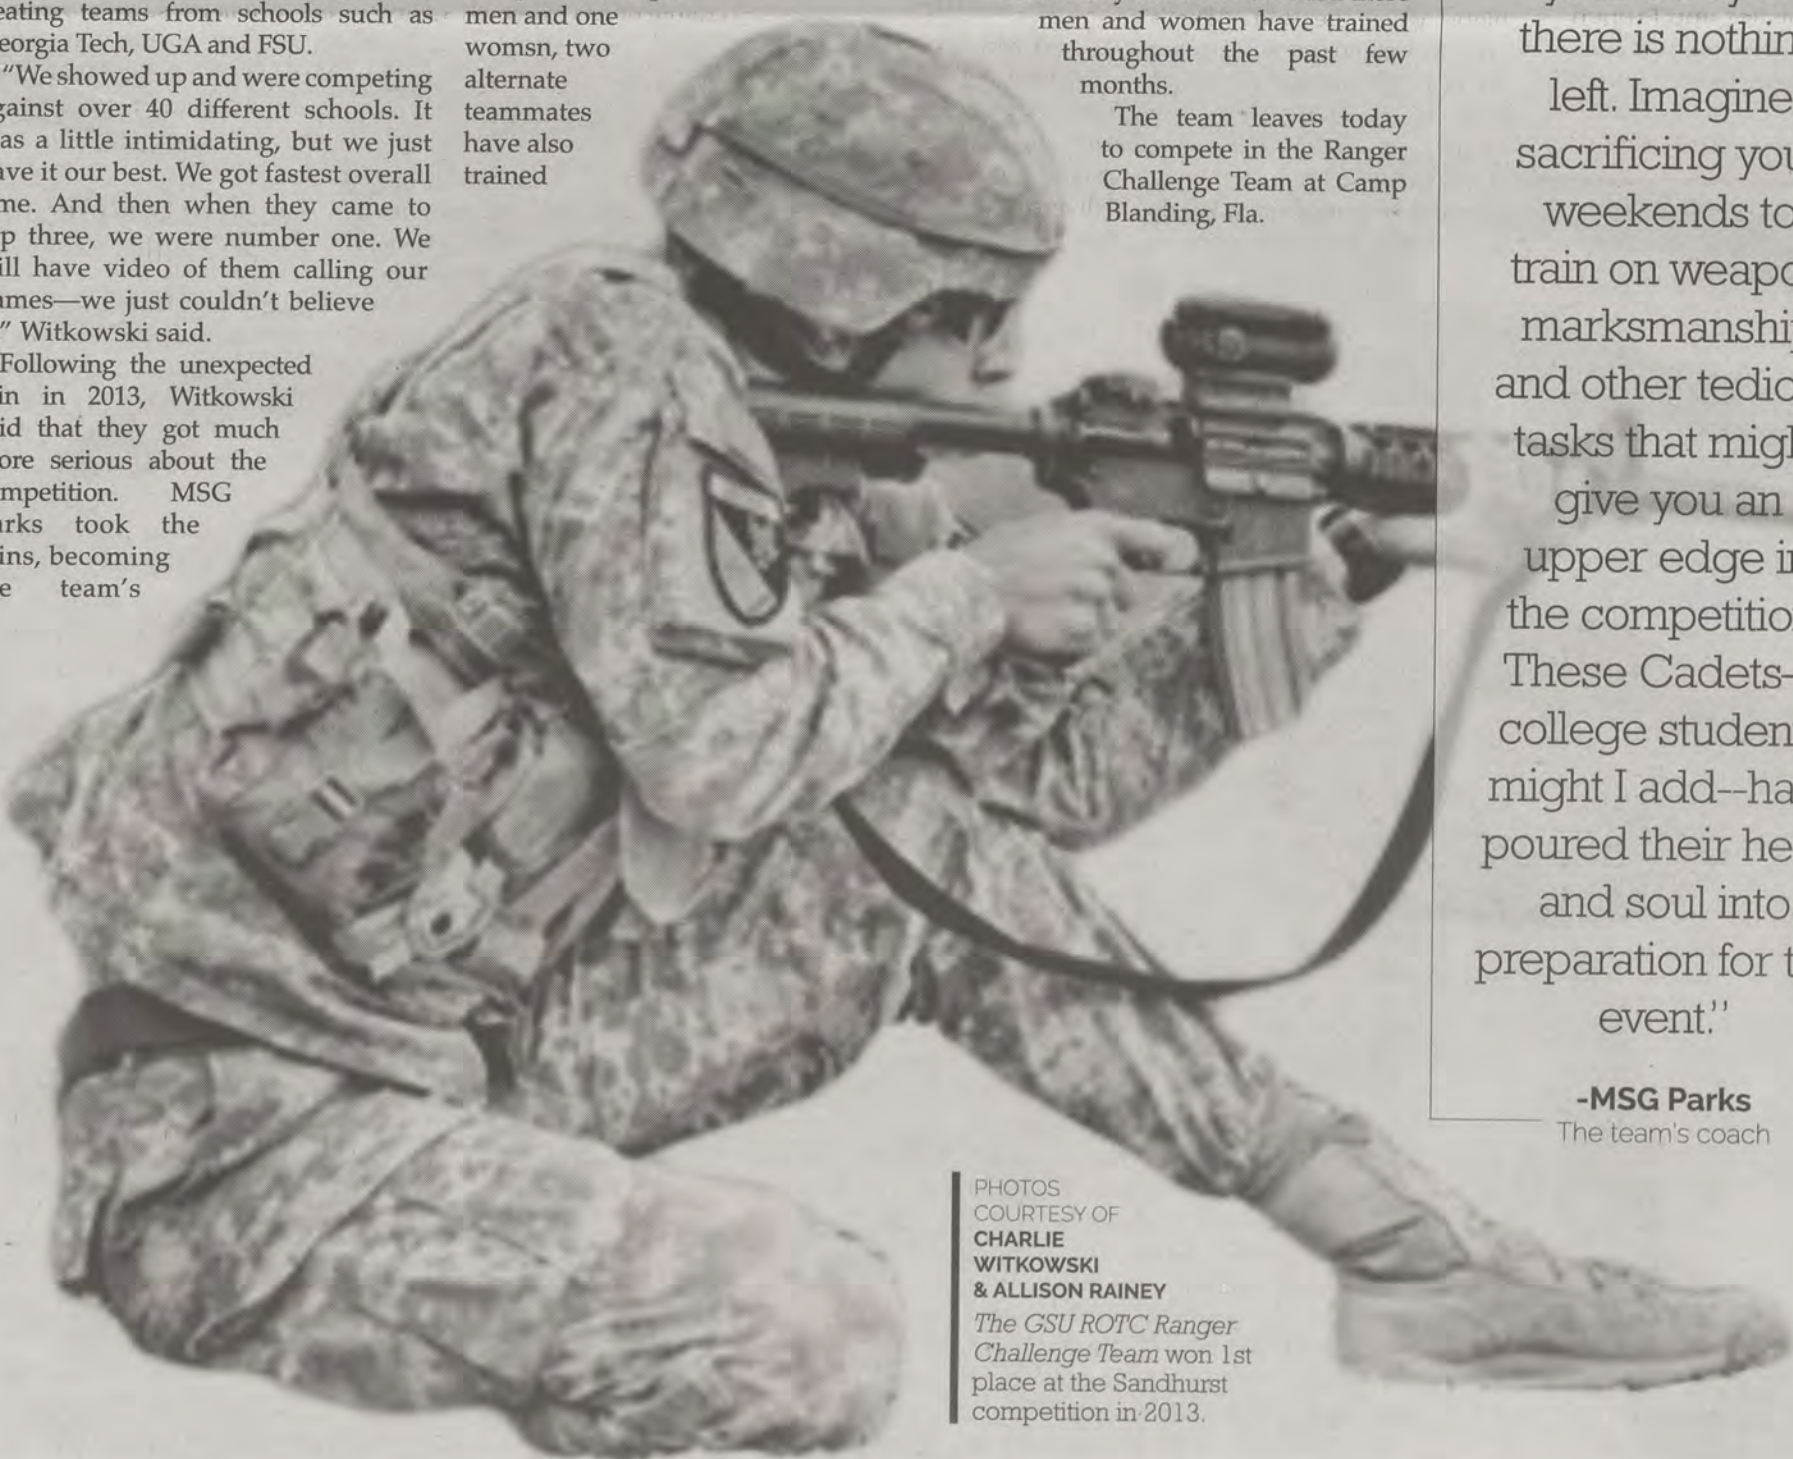 eating teams from schools such as
eorgia Tech, UGA and FSU.
"We showed up and were competing
gainst over 40 different schools. It
as a little intimidating, but we just
ave it our best. We got fastest overall
me. And then when they came to
p three, we were number one. We
ill have video of them calling our
ames—we just couldn't believe
" Witkowski said.
Following the unexpected
in in 2013, Witkowski
id that they got much
ore serious about the
mpetition. MSG
arks took the
ins, becoming
e team's
men and one
womsn, two
alternate
teammates
have also
trained
men and women have trained
throughout the past few
months.
The team leaves today
to compete in the Ranger
Challenge Team at Camp
Blanding, Fla.
there is nothin
left. Imagine
sacrificing you
weekends to
train on weapo
marksmanship
and other tedio
tasks that migh
give you an
upper edge in
the competitio
These Cadets-
college studen
might I add--ha
poured their he
and soul into
preparation for t
event."
-MSG Parks
The team's coach
PHOTOS
COURTESY OF
CHARLIE
WITKOWSKI
& ALLISON RAINEY
The GSU ROTC Ranger
Challenge Team won 1st
place at the Sandhurst
competition in 2013.